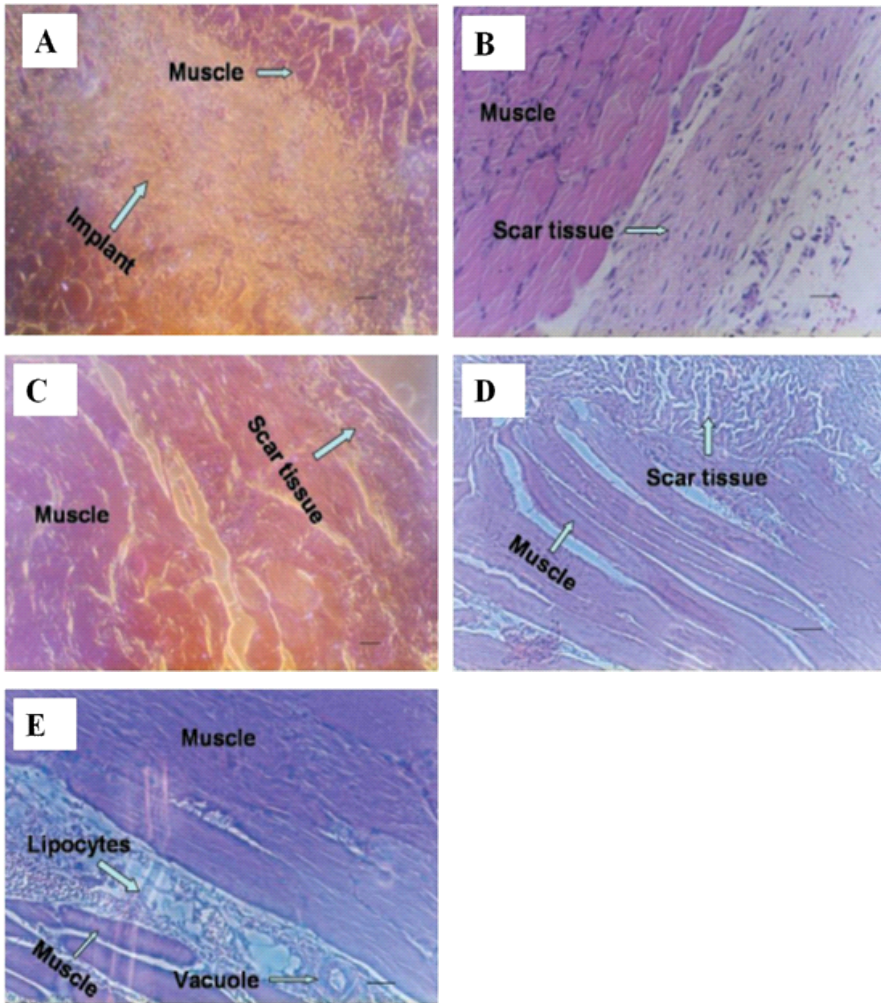 A
Muscle
Implant
B
Muscle
Scar tissue
C
Scar tissue
Muscle
D
Scar tissue
Muscle
E
Muscle
Lipocytes
Muscle
Vacuole